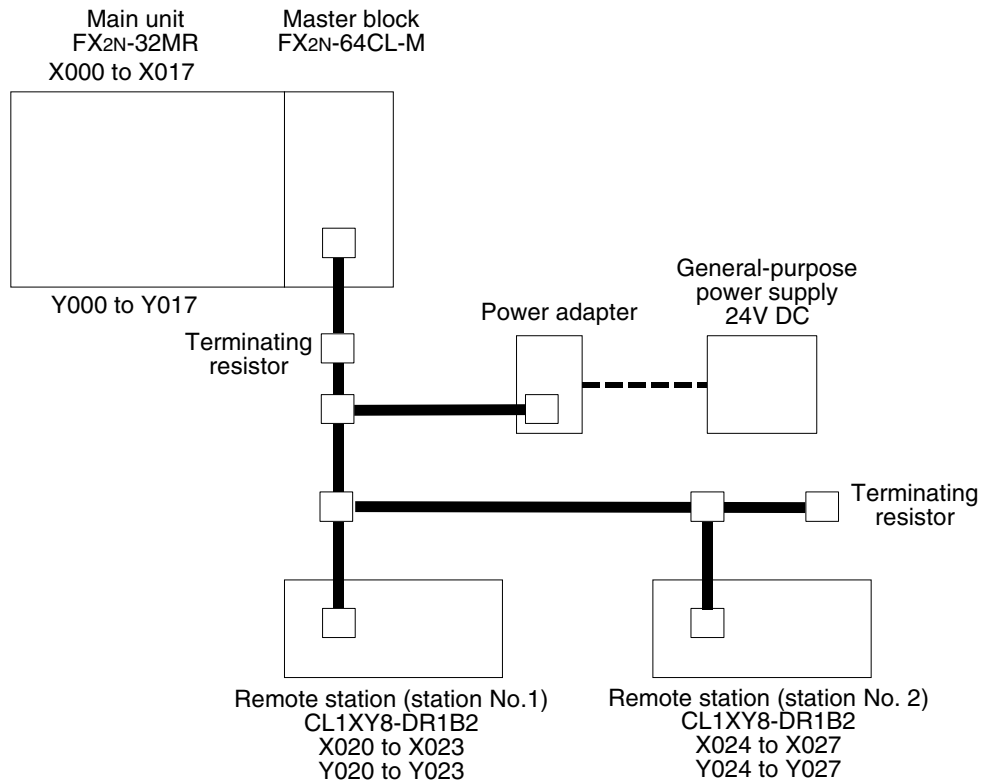 Main unit
FX2N-32MR
X000 to X017
Master block
FX2N-64CL-M
Y000 to Y017
Terminating
resistor
Power adapter
General-purpose
power supply
24V DC
Terminating
resistor
Remote station (station No.1)
CL1XY8-DR1B2
X020 to X023
Y020 to Y023
Remote station (station No. 2)
CL1XY8-DR1B2
X024 to X027
Y024 to Y027